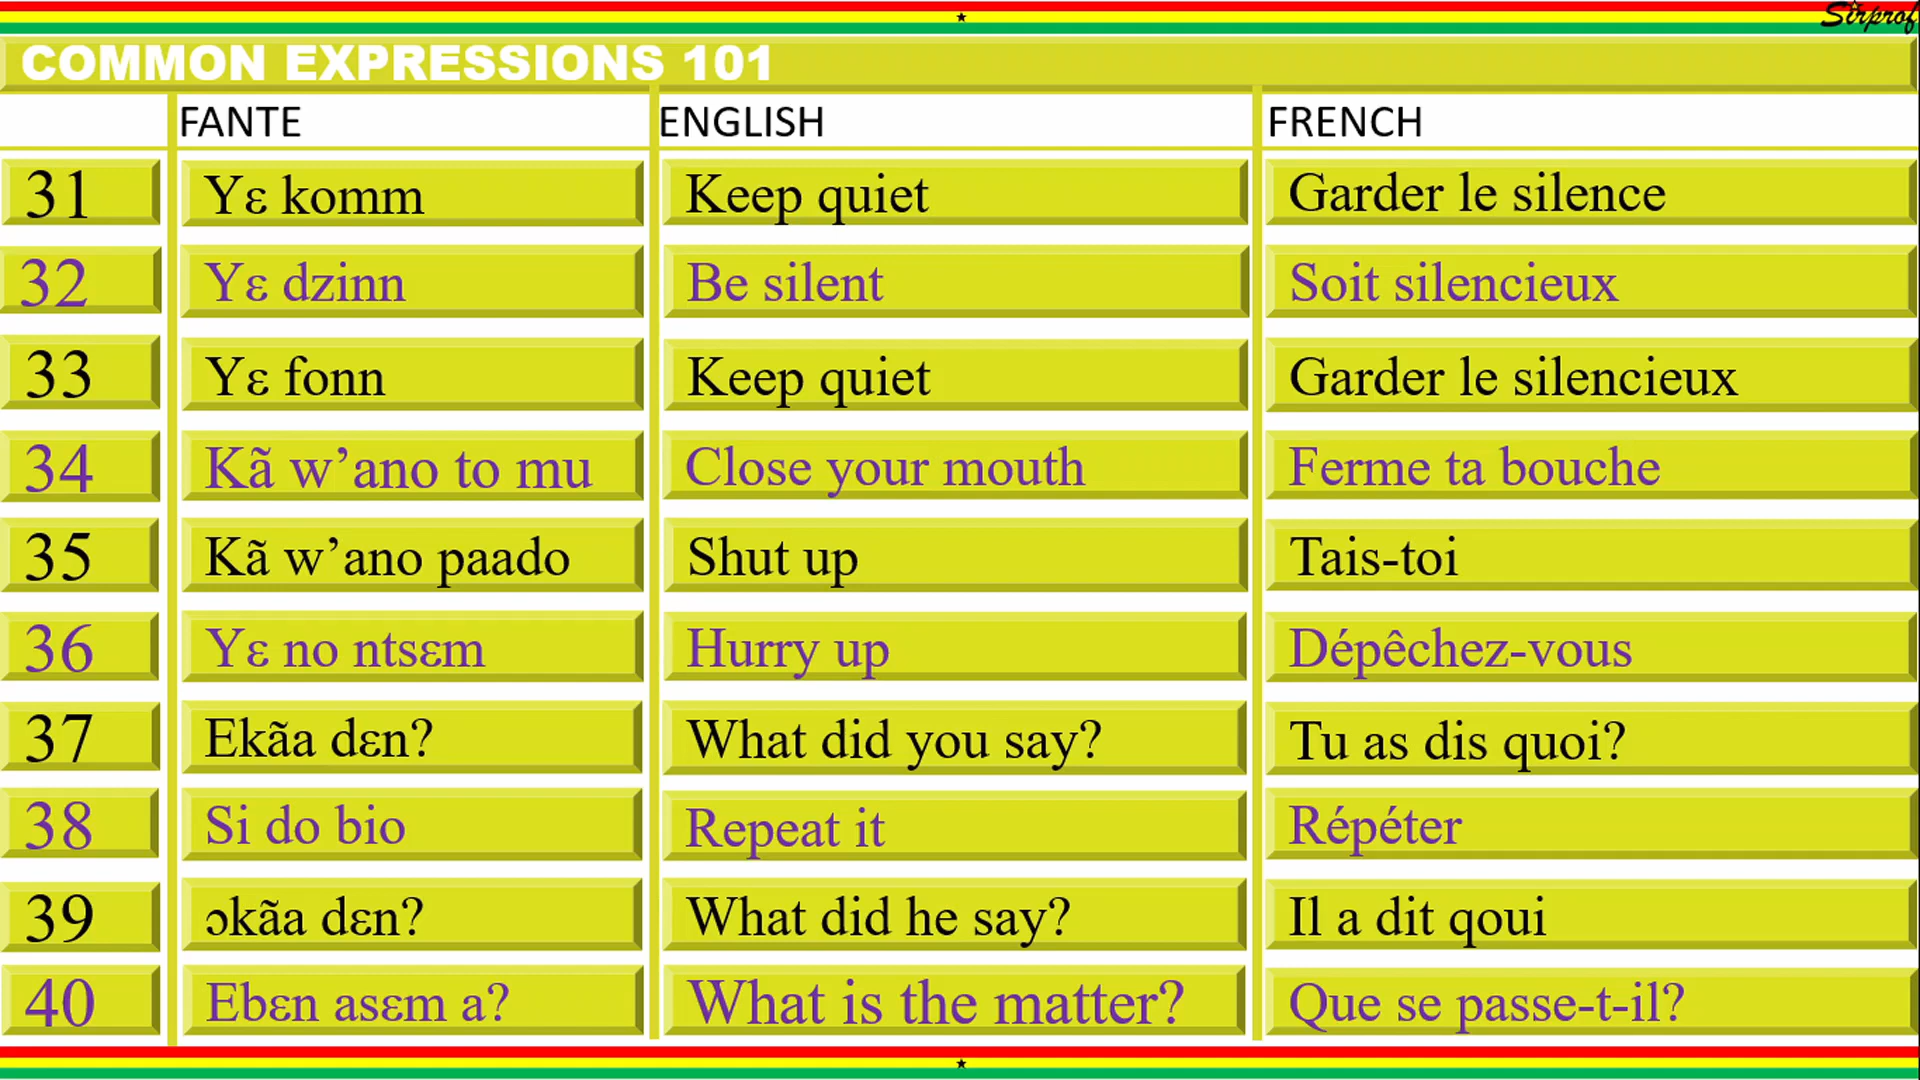 Sirprof
COMMON EXPRESSIONS 101
FANTE ENGLISH FRENCH
31 Yɛ komm Keep quiet Garder le silence
32 Yɛ dzinn Be silent Soit silencieux
33 Yɛ fonn Keep quiet Garder le silencieux
34 Kã w’ano to mu Close your mouth Ferme ta bouche
35 Kã w’ano paado Shut up Tais-toi
36 Yɛ no ntsɛm Hurry up Dépêchez-vous
37 Ekãa dɛn? What did you say? Tu as dis quoi?
38 Si do bio Repeat it Répéter
39 ɔkãa dɛn? What did he say? Il a dit qoui
40 Ebɛn asɛm a? What is the matter? Que se passe-t-il?